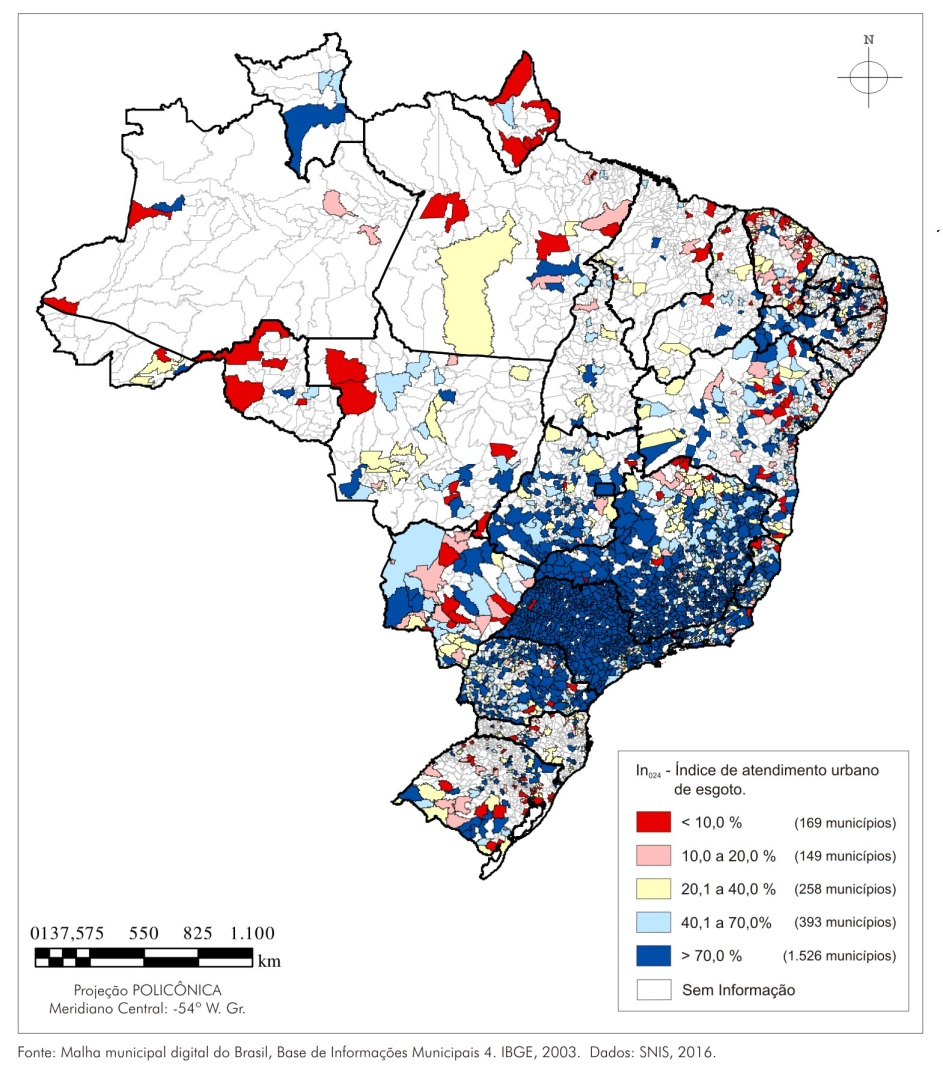 N
In024 - Índice de atendimento urbano
de esgoto.
< 10,0 % (169 municípios)
10,0 a 20,0 % (149 municípios)
20,1 a 40,0 % (258 municípios)
40,1 a 70,0% (393 municípios)
> 70,0 % (1.526 municípios)
Sem Informação
0137,575 550 825 1.100
km
Projeção POLICÔNICA
Meridiano Central: -54º W. Gr.
Fonte: Malha municipal digital do Brasil, Base de Informações Municipais 4. IBGE, 2003. Dados: SNIS, 2016.